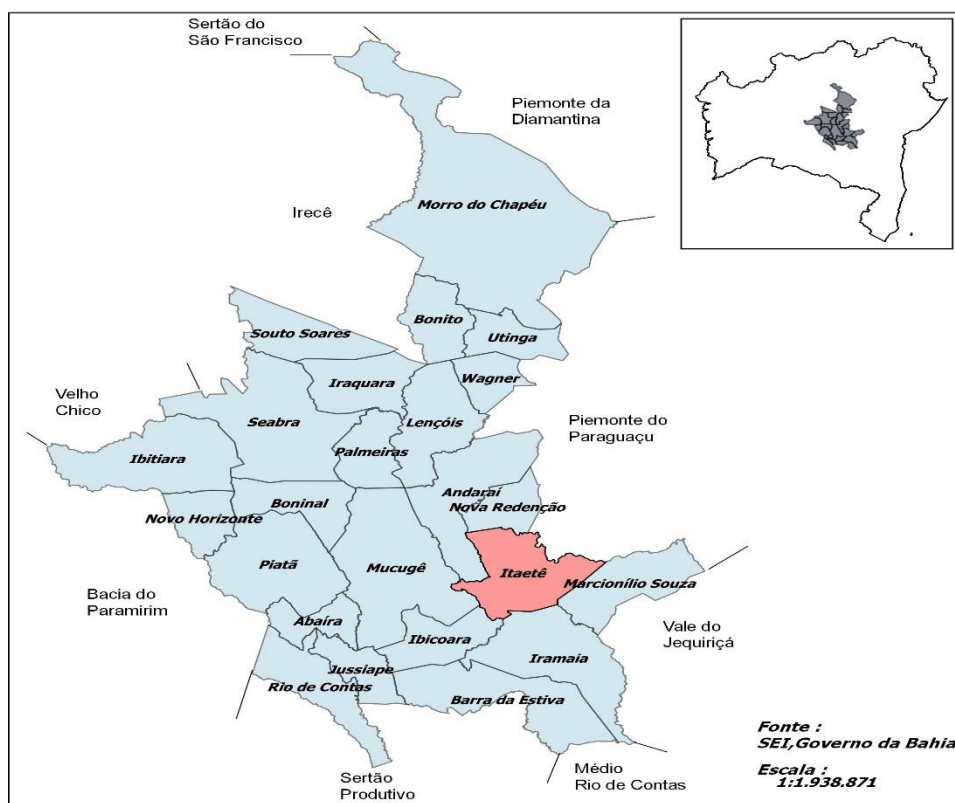 Sertão do
São Francisco
Piemonte da
Diamantina
Irecê
Morro do Chapéu
Bonito
Utinga
Souto Soares
Iraquara
Wagner
Velho
Chico
Seabra
Lençóis
Piemonte do
Paraguaçu
Palmeiras
Ibitiara
Andaraí
Boninal
Nova Redenção
Novo Horizonte
Piatã
Mucugê
Itaetê
Marcionílio Souza
Bacia do
Paramirim
Abaíra
Ibicoara
Vale do
Jequiriçá
Jussiape
Iramaia
Rio de Contas
Barra da Estiva
Sertão
Produtivo
Médio
Rio de Contas
Fonte :
SEI,Governo da Bahia
Escala :
1:1.938.871